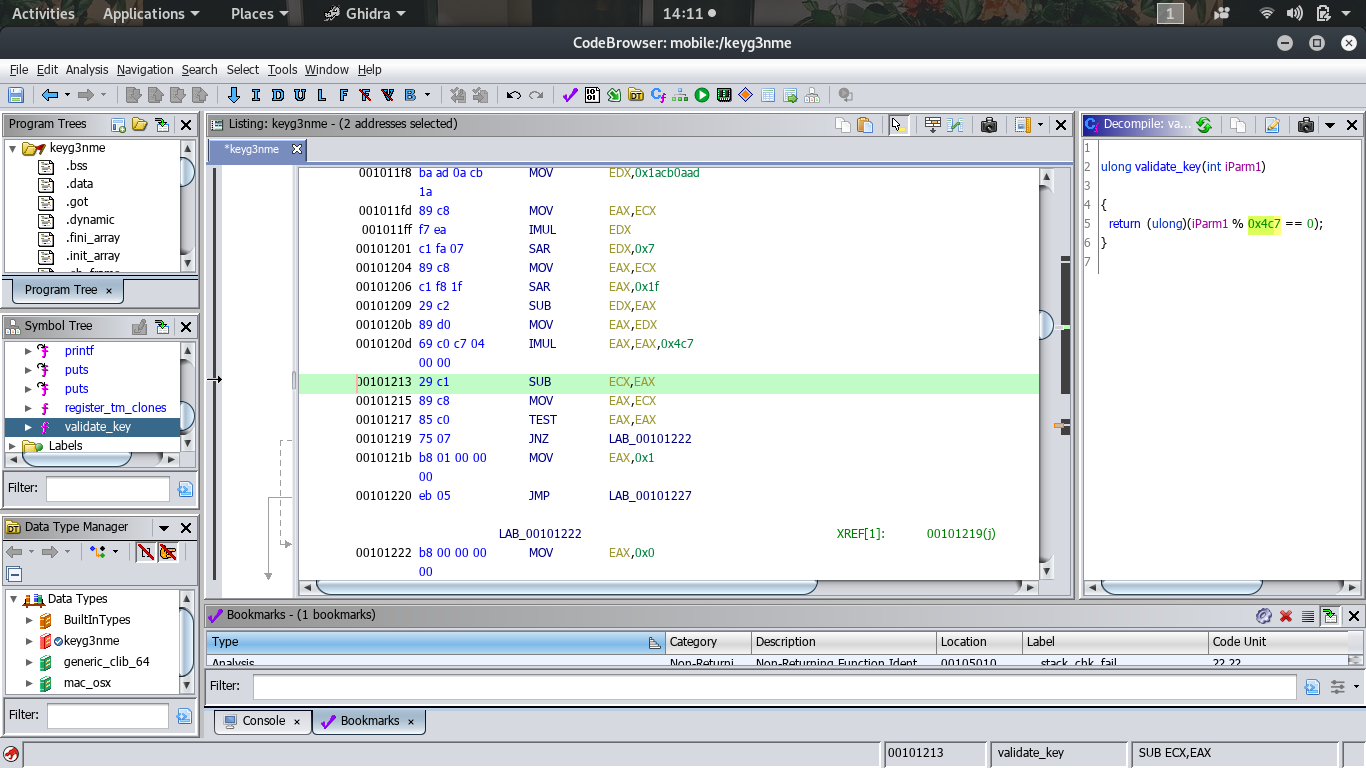 Activities Applications Places Ghidra 14:11 1
CodeBrowser: mobile:/keyg3nme
File Edit Analysis Navigation Search Select Tools Window Help
I D U L F F V B
Program Trees
keyg3nme
.bss
.data
.got
.dynamic
.fini_array
.init_array
Program Tree ×
Symbol Tree
printf
puts
puts
register_tm_clones
validate_key
Labels
Filter:
Data Type Manager
Data Types
BuiltInTypes
keyg3nme
generic_clib_64
mac_osx
Filter:
Listing: keyg3nme - (2 addresses selected)
*keyg3nme
001011f8 ba ad 0a cb MOV EDX,0x1acb0aad
1a
001011fd 89 c8 MOV EAX,ECX
001011ff f7 ea IMUL EDX
00101201 c1 fa 07 SAR EDX,0x7
00101204 89 c8 MOV EAX,ECX
00101206 c1 f8 1f SAR EAX,0x1f
00101209 29 c2 SUB EDX,EAX
0010120b 89 d0 MOV EAX,EDX
0010120d 69 c0 c7 04 IMUL EAX,EAX,0x4c7
00 00
00101213 29 c1 SUB ECX,EAX
00101215 89 c8 MOV EAX,ECX
00101217 85 c0 TEST EAX,EAX
00101219 75 07 JNZ LAB_00101222
0010121b b8 01 00 00 MOV EAX,0x1
00
00101220 eb 05 JMP LAB_00101227
LAB_00101222 XREF[1]: 00101219(j)
00101222 b8 00 00 00 MOV EAX,0x0
00
Decompile: va...
1
2 ulong validate_key(int iParm1)
3
4 {
5 return (ulong)(iParm1 % 0x4c7 == 0);
6 }
7
Bookmarks - (1 bookmarks)
Type Category Description Location Label Code Unit
Analysis Non-Returni Non-Returning Function Ident 00105010 __stack_chk_fail ?? ??
Filter:
Console × Bookmarks ×
00101213 validate_key SUB ECX,EAX